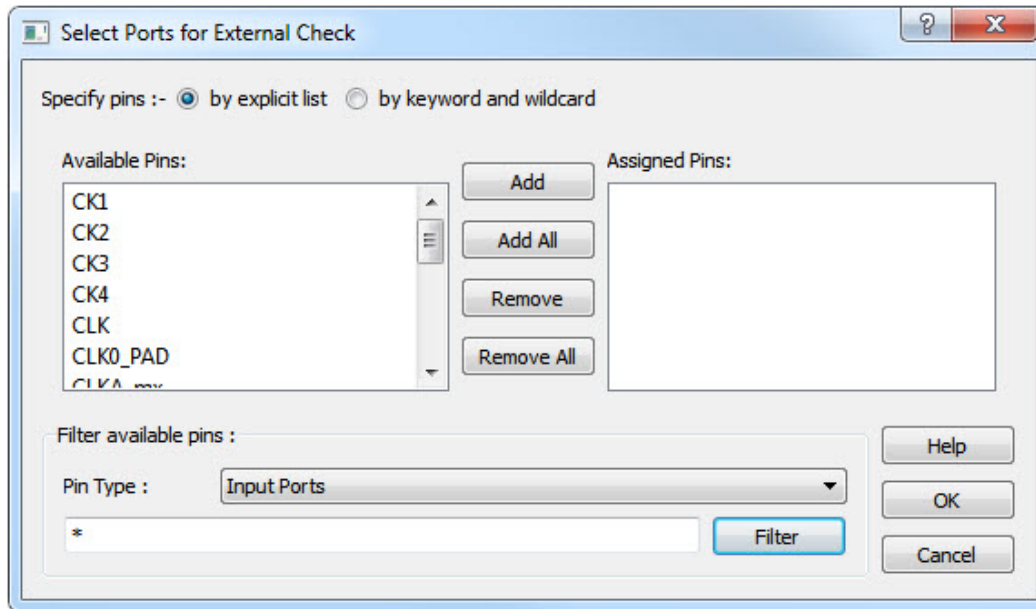 Select Ports for External Check
Specify pins :- by explicit list by keyword and wildcard
Available Pins:
CK1
CK2
CK3
CK4
CLK
CLK0_PAD
Add
Add All
Remove
Remove All
Assigned Pins:
Filter available pins :
Pin Type : Input Ports
*
Filter
Help
OK
Cancel